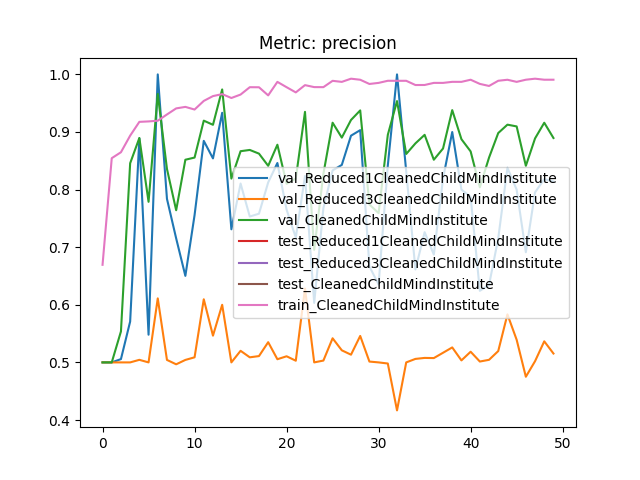 Metric: precision
1.0
0.9
0.8
0.7
0.6
0.5
0.4
val_Reduced1CleanedChildMindInstitute
val_Reduced3CleanedChildMindInstitute
val_CleanedChildMindInstitute
test_Reduced1CleanedChildMindInstitute
test_Reduced3CleanedChildMindInstitute
test_CleanedChildMindInstitute
train_CleanedChildMindInstitute
0 10 20 30 40 50